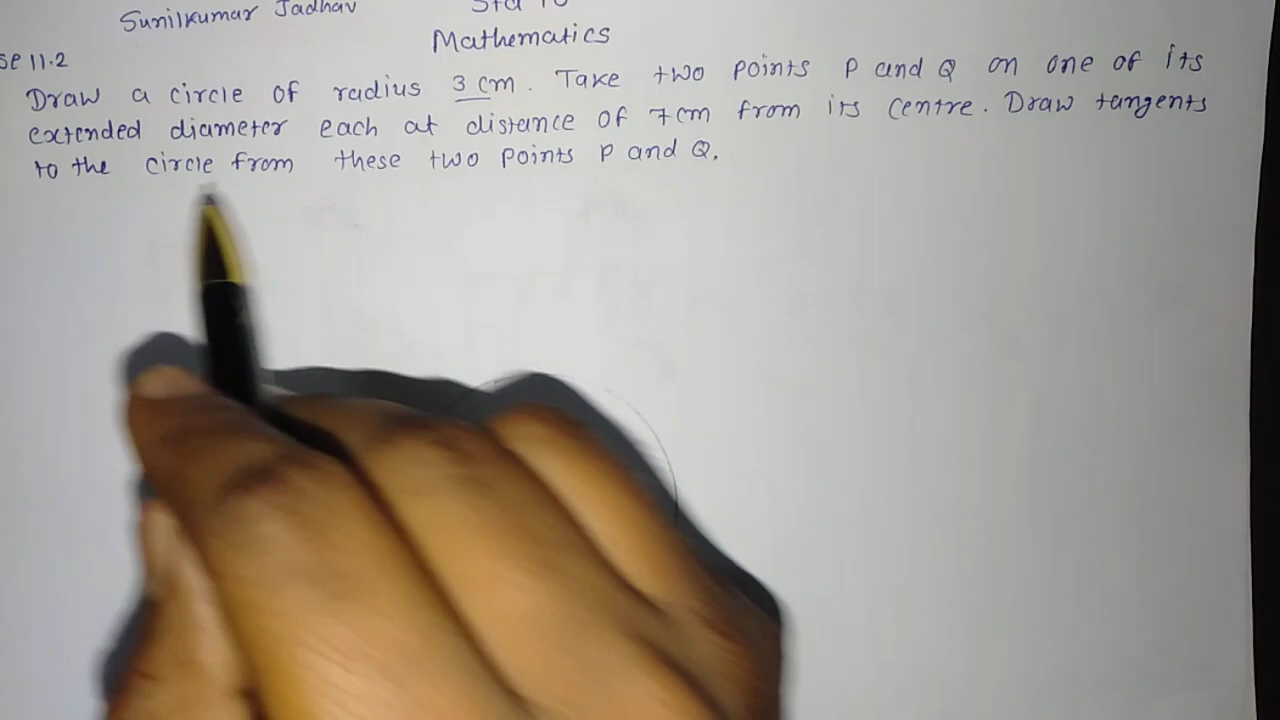 Sunilkumar Jadhav
Mathematics
se 11.2
Draw a circle of radius 3 cm. Take two points P and Q on one of its
extended diameter each at distance of 7cm from its centre. Draw tangents
to the circle from these two points P and Q.